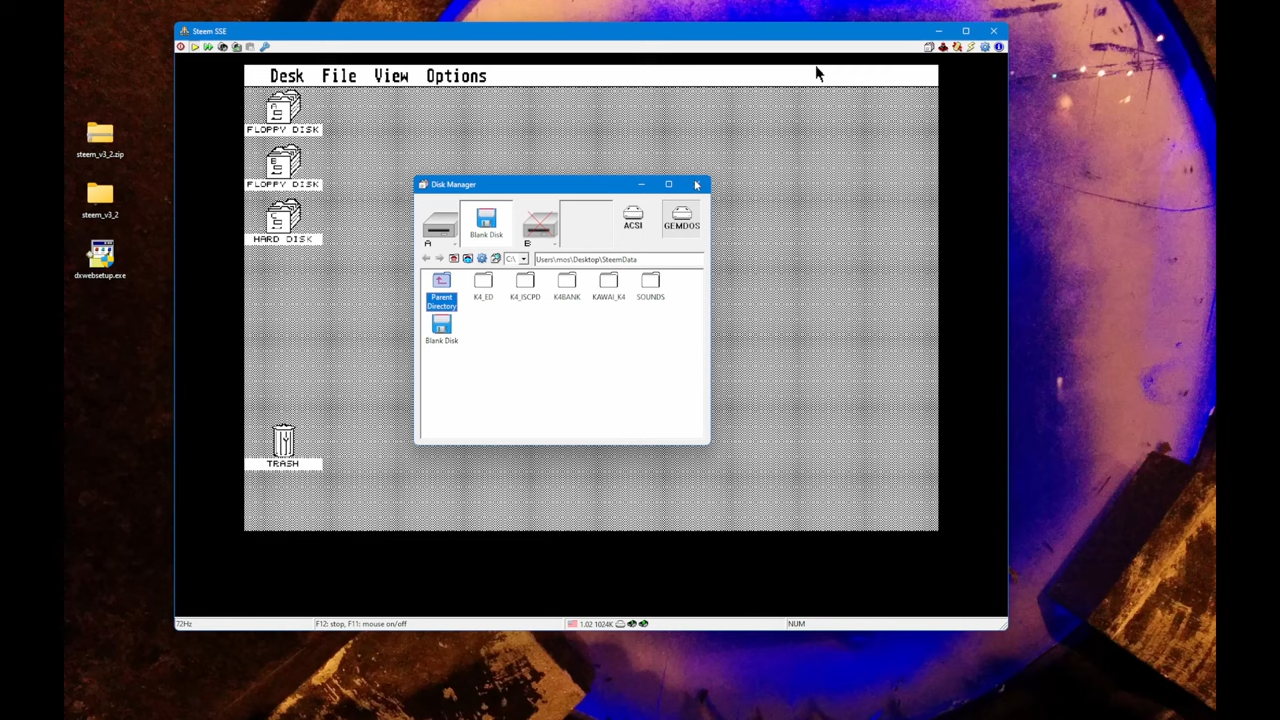 Steem SSE
Desk File View Options
A
FLOPPY DISK
B
FLOPPY DISK
C
HARD DISK
TRASH
steem_v3_2.zip
steem_v3_2
dxwebsetup.exe
Disk Manager
A
Blank Disk
B
ACSI
GEMDOS
C:\
Users\mos\Desktop\SteemData
Parent Directory
K4_ED
K4_ISCPD
K4BANK
KAWAI_K4
SOUNDS
Blank Disk
72Hz
F12: stop, F11: mouse on/off
1.02 1024K
NUM